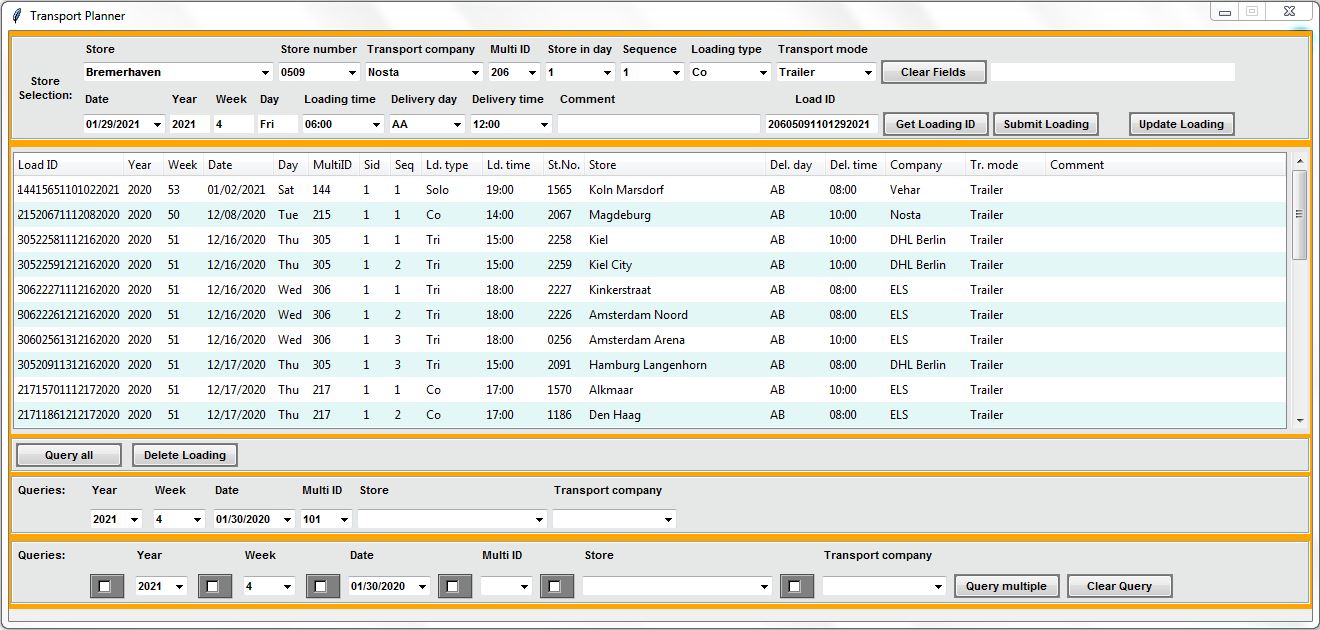 Transport Planner
Store Store number Transport company Multi ID Store in day Sequence Loading type Transport mode
Bremerhaven 0509 Nosta 206 1 1 Co Trailer Clear Fields
Store Selection:
Date Year Week Day Loading time Delivery day Delivery time Comment Load ID
01/29/2021 2021 4 Fri 06:00 AA 12:00 20605091101292021 Get Loading ID Submit Loading Update Loading
Load ID Year Week Date Day MultiID Sid Seq Ld. type Ld. time St.No. Store Del. day Del. time Company Tr. mode Comment
14415651101022021 2020 53 01/02/2021 Sat 144 1 1 Solo 19:00 1565 Koln Marsdorf AB 08:00 Vehar Trailer
21520671112082020 2020 50 12/08/2020 Tue 215 1 1 Co 14:00 2067 Magdeburg AB 10:00 Nosta Trailer
30522581112162020 2020 51 12/16/2020 Thu 305 1 1 Tri 15:00 2258 Kiel AB 10:00 DHL Berlin Trailer
30522591212162020 2020 51 12/16/2020 Thu 305 1 2 Tri 15:00 2259 Kiel City AB 10:00 DHL Berlin Trailer
30622271112162020 2020 51 12/16/2020 Wed 306 1 1 Tri 18:00 2227 Kinkerstraat AB 08:00 ELS Trailer
30622261212162020 2020 51 12/16/2020 Wed 306 1 2 Tri 18:00 2226 Amsterdam Noord AB 08:00 ELS Trailer
30602561312162020 2020 51 12/16/2020 Wed 306 1 3 Tri 18:00 0256 Amsterdam Arena AB 10:00 ELS Trailer
30520911312172020 2020 51 12/17/2020 Thu 305 1 3 Tri 15:00 2091 Hamburg Langenhorn AB 08:00 DHL Berlin Trailer
21715701112172020 2020 51 12/17/2020 Thu 217 1 1 Co 17:00 1570 Alkmaar AB 10:00 ELS Trailer
21711861212172020 2020 51 12/17/2020 Thu 217 1 2 Co 17:00 1186 Den Haag AB 08:00 ELS Trailer
Query all Delete Loading
Queries: Year Week Date Multi ID Store Transport company
2021 4 01/30/2020 101
Queries: Year Week Date Multi ID Store Transport company
2021 4 01/30/2020 Query multiple Clear Query